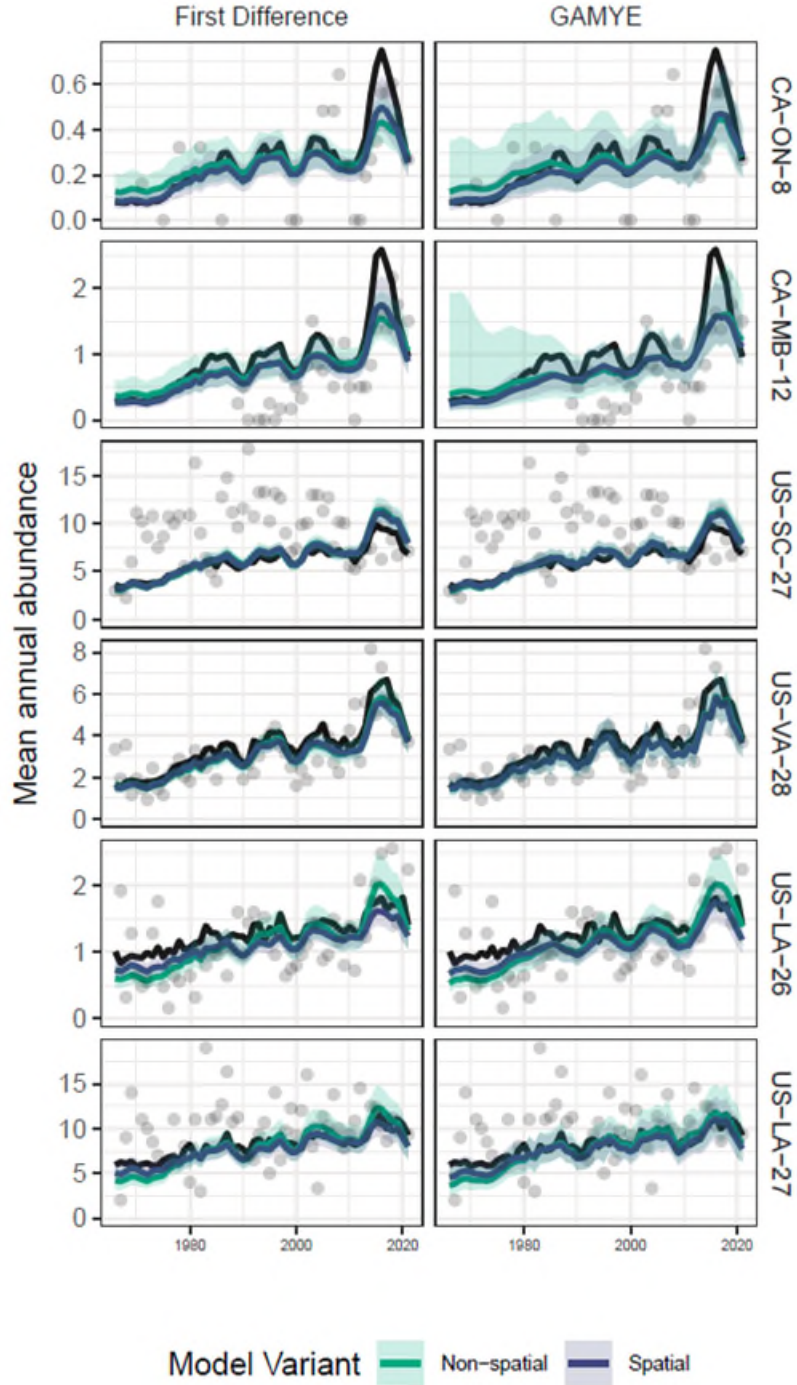 First Difference GAMYE
0.6
0.4
0.2
0.0
CA-ON-8
2
1
0
CA-MB-12
15
10
5
0
US-SC-27
8
6
4
2
0
US-VA-28
2
1
0
US-LA-26
15
10
5
0
US-LA-27
Mean annual abundance
1980 2000 2020 1980 2000 2020
Model Variant Non-spatial Spatial